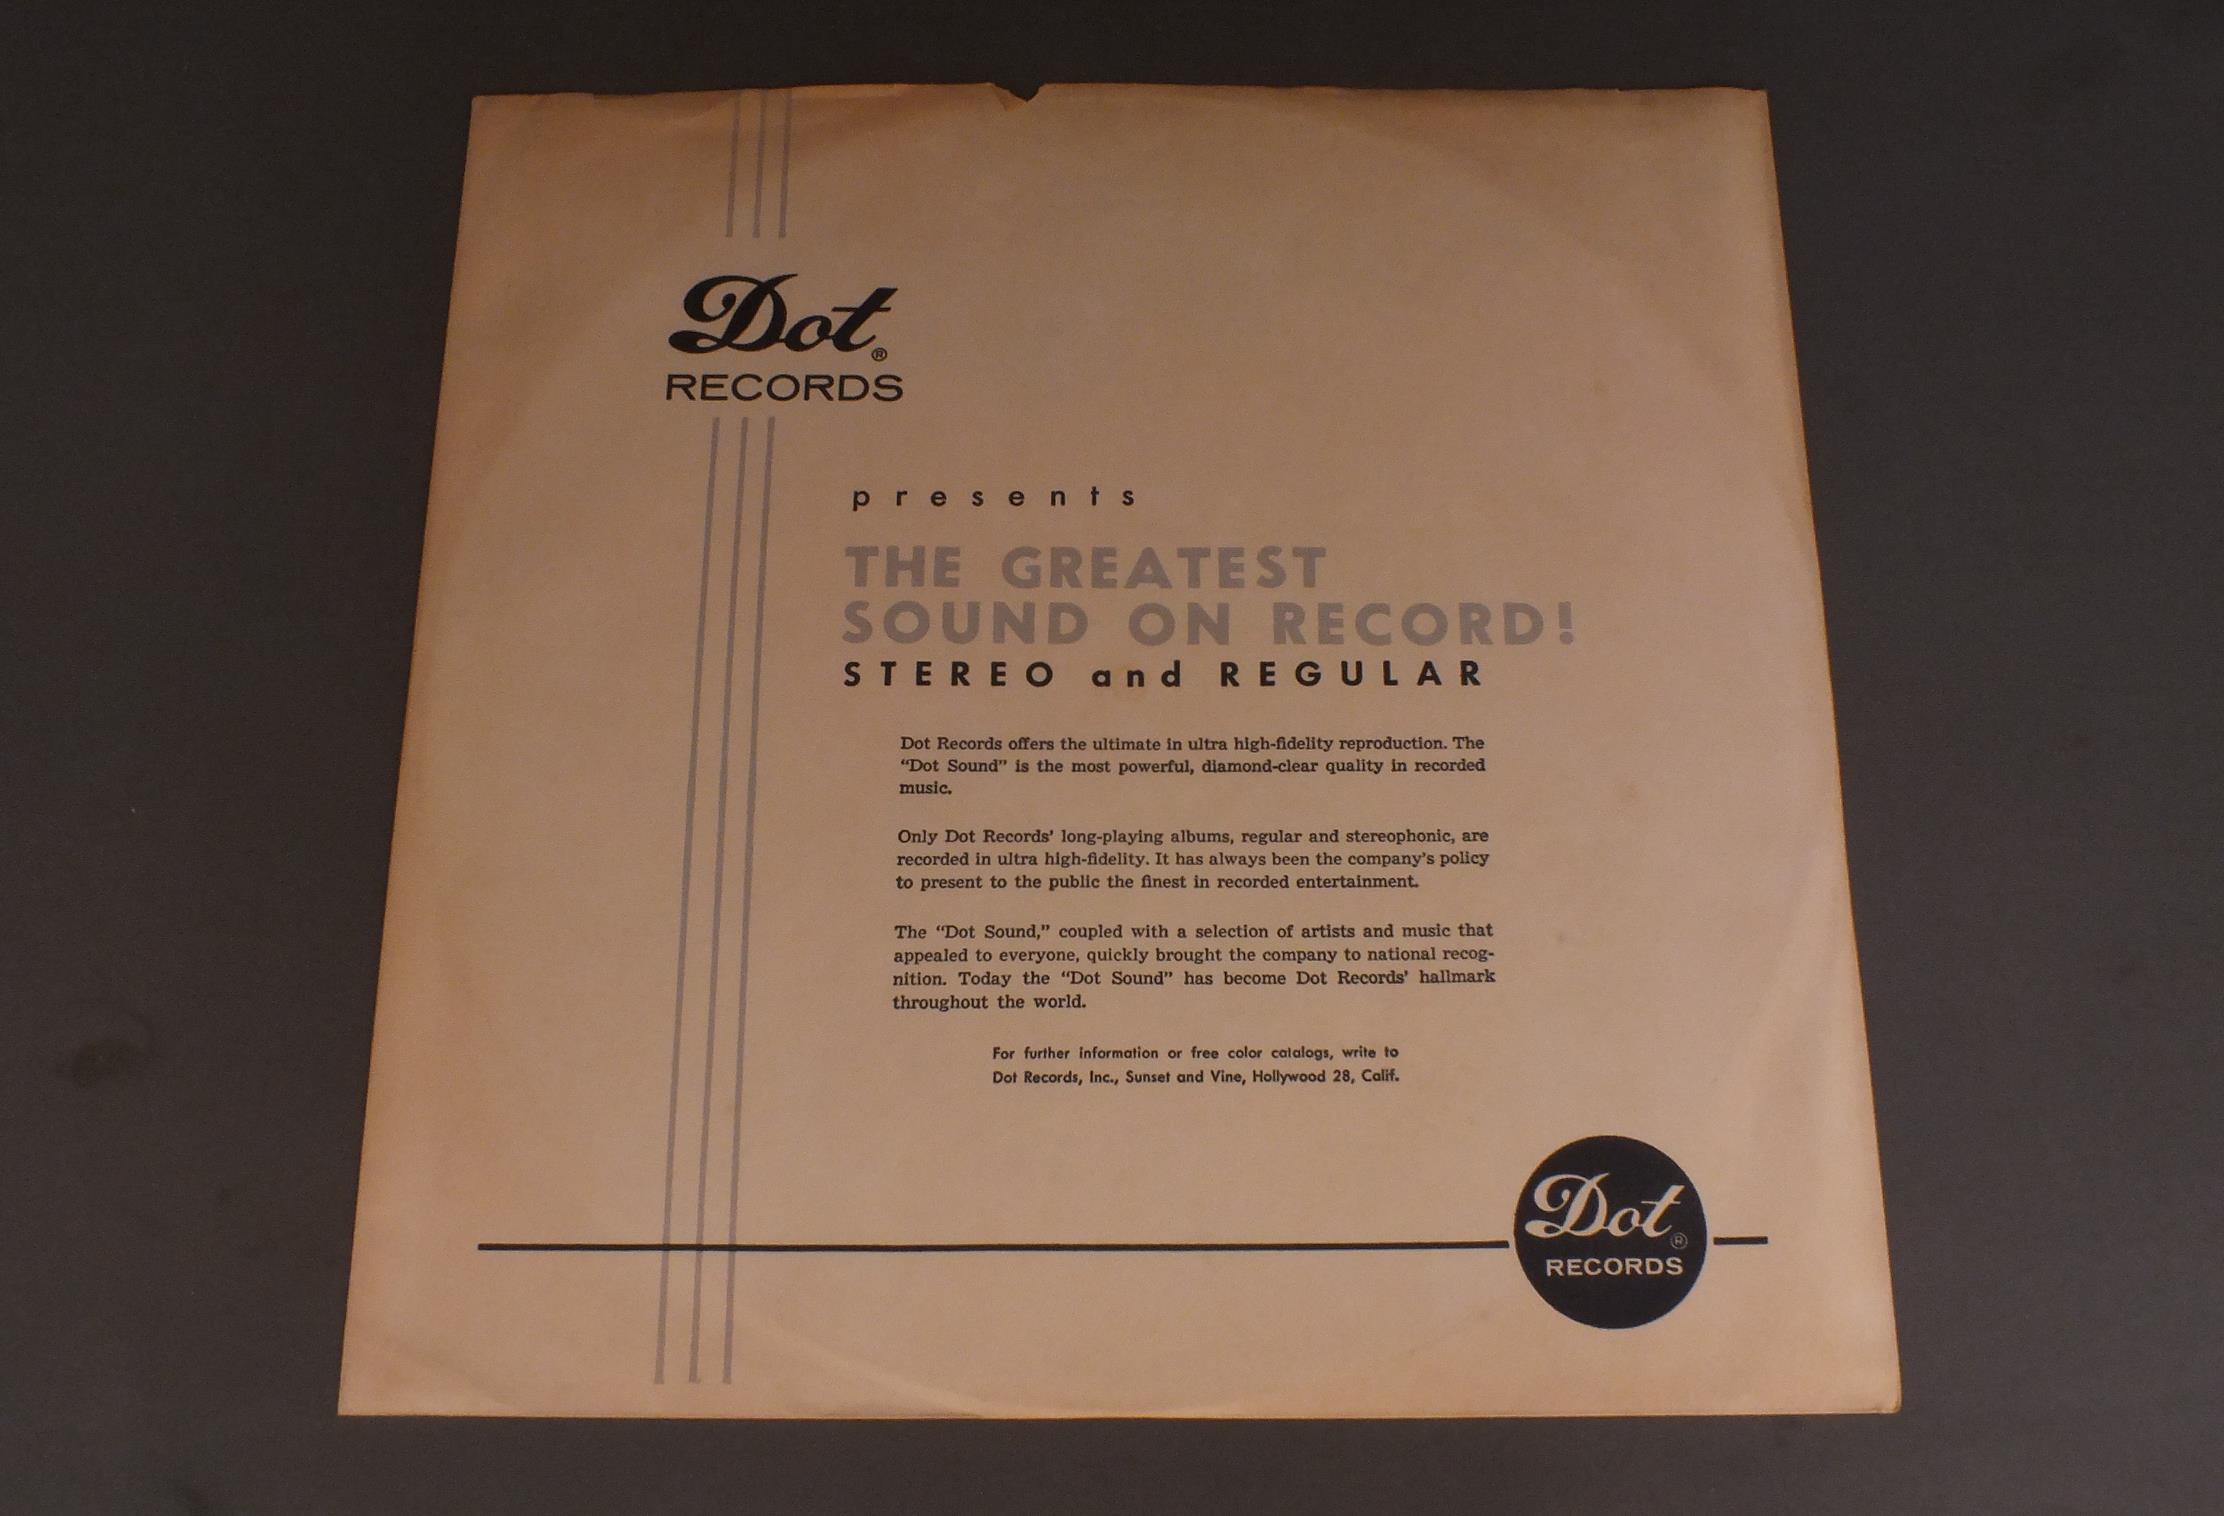 Dot®
RECORDS
presents
THE GREATEST
SOUND ON RECORD!
STEREO and REGULAR
Dot Records offers the ultimate in ultra high-fidelity reproduction. The
“Dot Sound” is the most powerful, diamond-clear quality in recorded
music.
Only Dot Records’ long-playing albums, regular and stereophonic, are
recorded in ultra high-fidelity. It has always been the company’s policy
to present to the public the finest in recorded entertainment.
The “Dot Sound,” coupled with a selection of artists and music that
appealed to everyone, quickly brought the company to national recog-
nition. Today the “Dot Sound” has become Dot Records’ hallmark
throughout the world.
For further information or free color catalogs, write to
Dot Records, Inc., Sunset and Vine, Hollywood 28, Calif.
Dot®
RECORDS